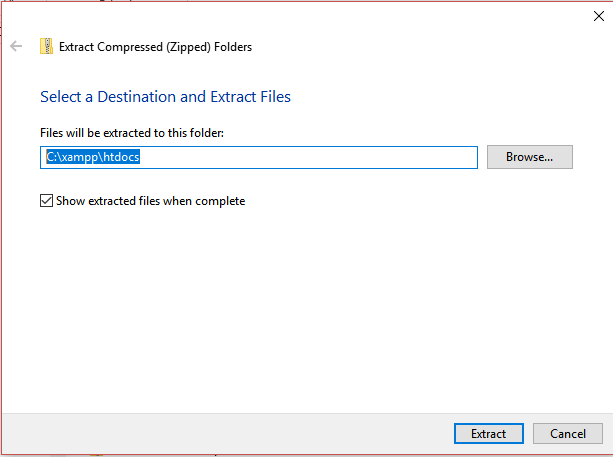 Extract Compressed (Zipped) Folders
Select a Destination and Extract Files
Files will be extracted to this folder:
C:\xampp\htdocs
Browse...
Show extracted files when complete
Extract
Cancel